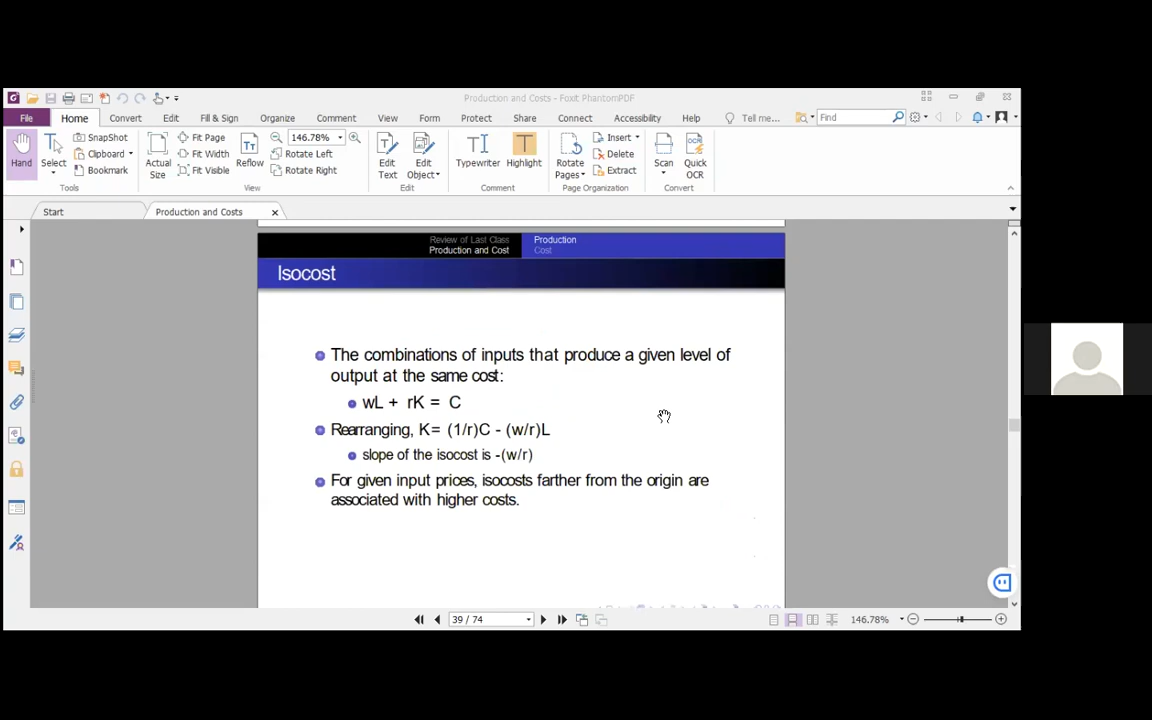 Production and Costs - Foxit PhantomPDF
File Home Convert Edit Fill & Sign Organize Comment View Form Protect Share Connect Accessibility Help Tell me... Find
Hand
Select
SnapShot
Clipboard
Bookmark
Tools
Actual Size
Fit Page
Fit Width
Fit Visible
Reflow
146.78%
Rotate Left
Rotate Right
View
Edit Text
Edit Object
Edit
Typewriter
Highlight
Comment
Rotate Pages
Insert
Delete
Extract
Page Organization
Scan
Quick OCR
Convert
Start
Production and Costs
Review of Last Class
Production and Cost
Production
Cost
Isocost
The combinations of inputs that produce a given level of
output at the same cost:
wL + rK = C
Rearranging, K= (1/r)C - (w/r)L
slope of the isocost is -(w/r)
For given input prices, isocosts farther from the origin are
associated with higher costs.
39 / 74
146.78%